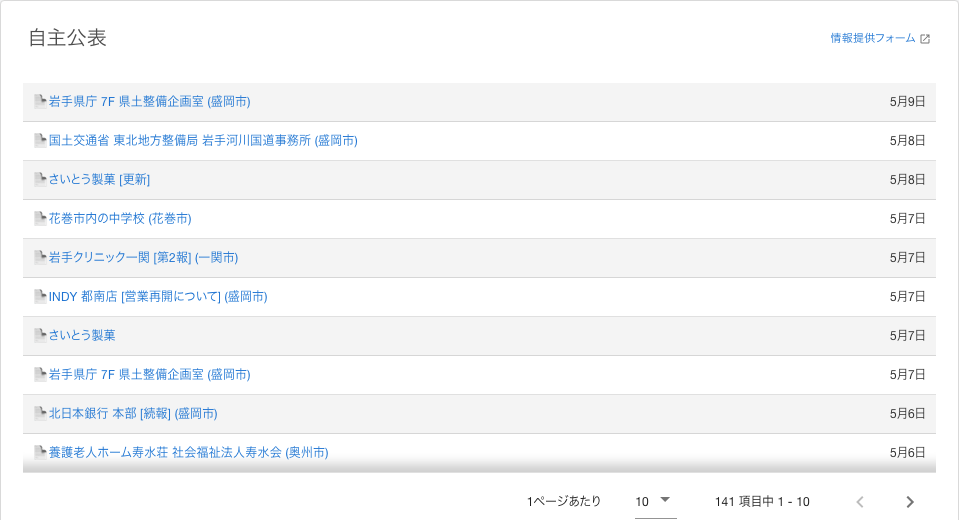 自主公表
情報提供フォーム
岩手県庁 7F 県土整備企画室 (盛岡市) 5月9日
国土交通省 東北地方整備局 岩手河川国道事務所 (盛岡市) 5月8日
さいとう製菓 [更新] 5月8日
花巻市内の中学校 (花巻市) 5月7日
岩手クリニック一関 [第2報] (一関市) 5月7日
INDY 都南店 [営業再開について] (盛岡市) 5月7日
さいとう製菓 5月7日
岩手県庁 7F 県土整備企画室 (盛岡市) 5月7日
北日本銀行 本部 [続報] (盛岡市) 5月6日
養護老人ホーム寿水荘 社会福祉法人寿水会 (奥州市) 5月6日
1ページあたり 10 141 項目中 1 - 10